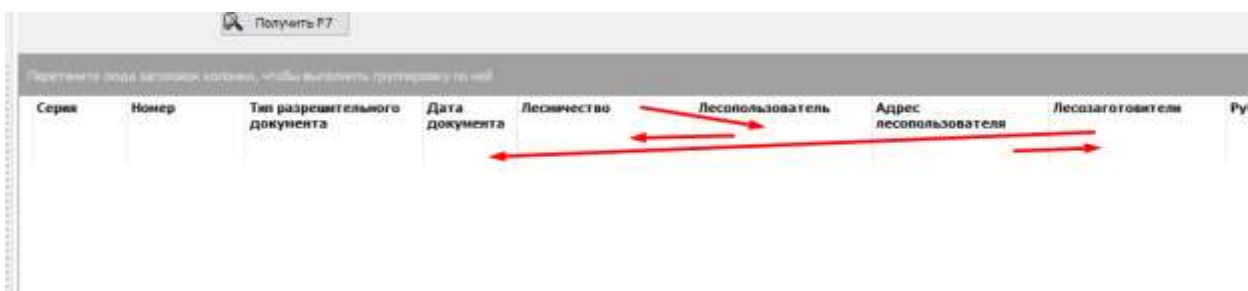 Получить F7
Перетяните сюда заголовок колонки, чтобы выполнить группировку по ней
Серия Номер Тип разрешительного документа Дата документа Лесничество Лесопользователь Адрес лесопользователя Лесозаготовители Ру